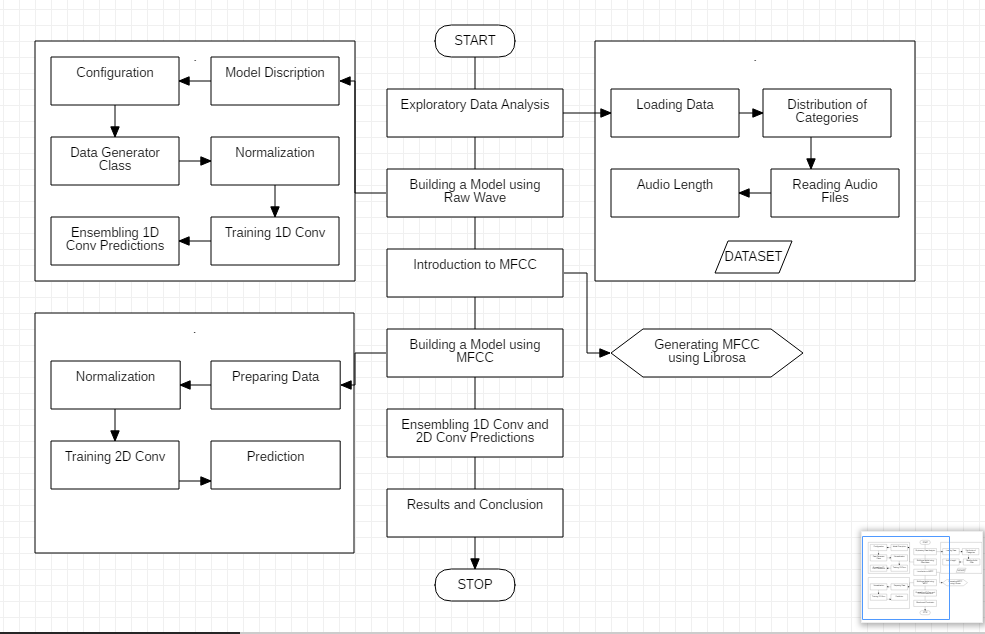 START
Configuration
Model Discription
Data Generator
Class
Normalization
Ensembling 1D
Conv Predictions
Training 1D Conv
Exploratory Data Analysis
Building a Model using
Raw Wave
Introduction to MFCC
Building a Model using
MFCC
Ensembling 1D Conv and
2D Conv Predictions
Results and Conclusion
STOP
Loading Data
Distribution of
Categories
Audio Length
Reading Audio
Files
DATASET
Generating MFCC
using Librosa
Normalization
Preparing Data
Training 2D Conv
Prediction